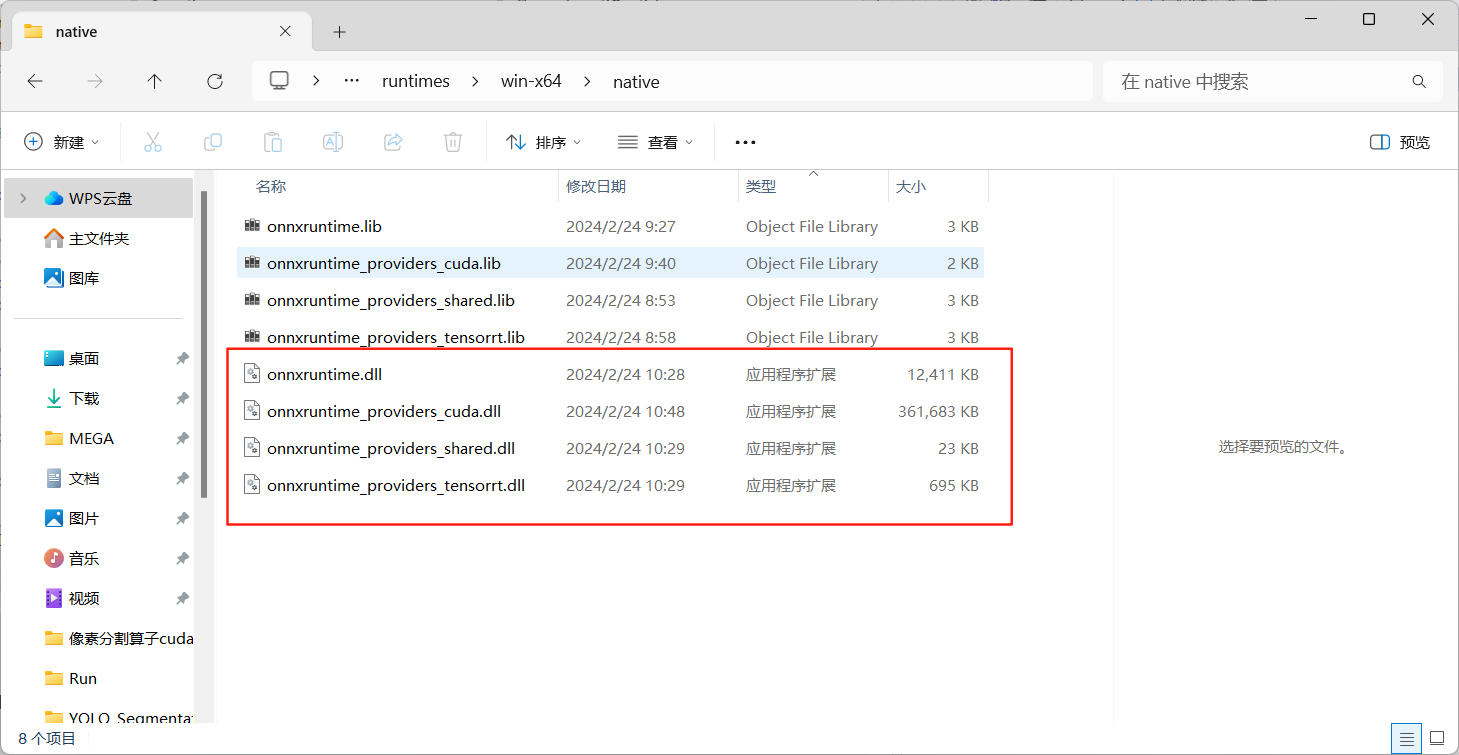 native
… runtimes win-x64 native 在 native 中搜索
新建 排序 查看 … 预览
名称 修改日期 类型 大小
onnxruntime.lib 2024/2/24 9:27 Object File Library 3 KB
onnxruntime_providers_cuda.lib 2024/2/24 9:40 Object File Library 2 KB
onnxruntime_providers_shared.lib 2024/2/24 8:53 Object File Library 3 KB
onnxruntime_providers_tensorrt.lib 2024/2/24 8:58 Object File Library 3 KB
onnxruntime.dll 2024/2/24 10:28 应用程序扩展 12,411 KB
onnxruntime_providers_cuda.dll 2024/2/24 10:48 应用程序扩展 361,683 KB
onnxruntime_providers_shared.dll 2024/2/24 10:29 应用程序扩展 23 KB
onnxruntime_providers_tensorrt.dll 2024/2/24 10:29 应用程序扩展 695 KB
WPS云盘
主文件夹
图库
桌面
下载
MEGA
文档
图片
音乐
视频
像素分割算子cuda
Run
YOLO_Segmenta
选择要预览的文件。
8 个项目